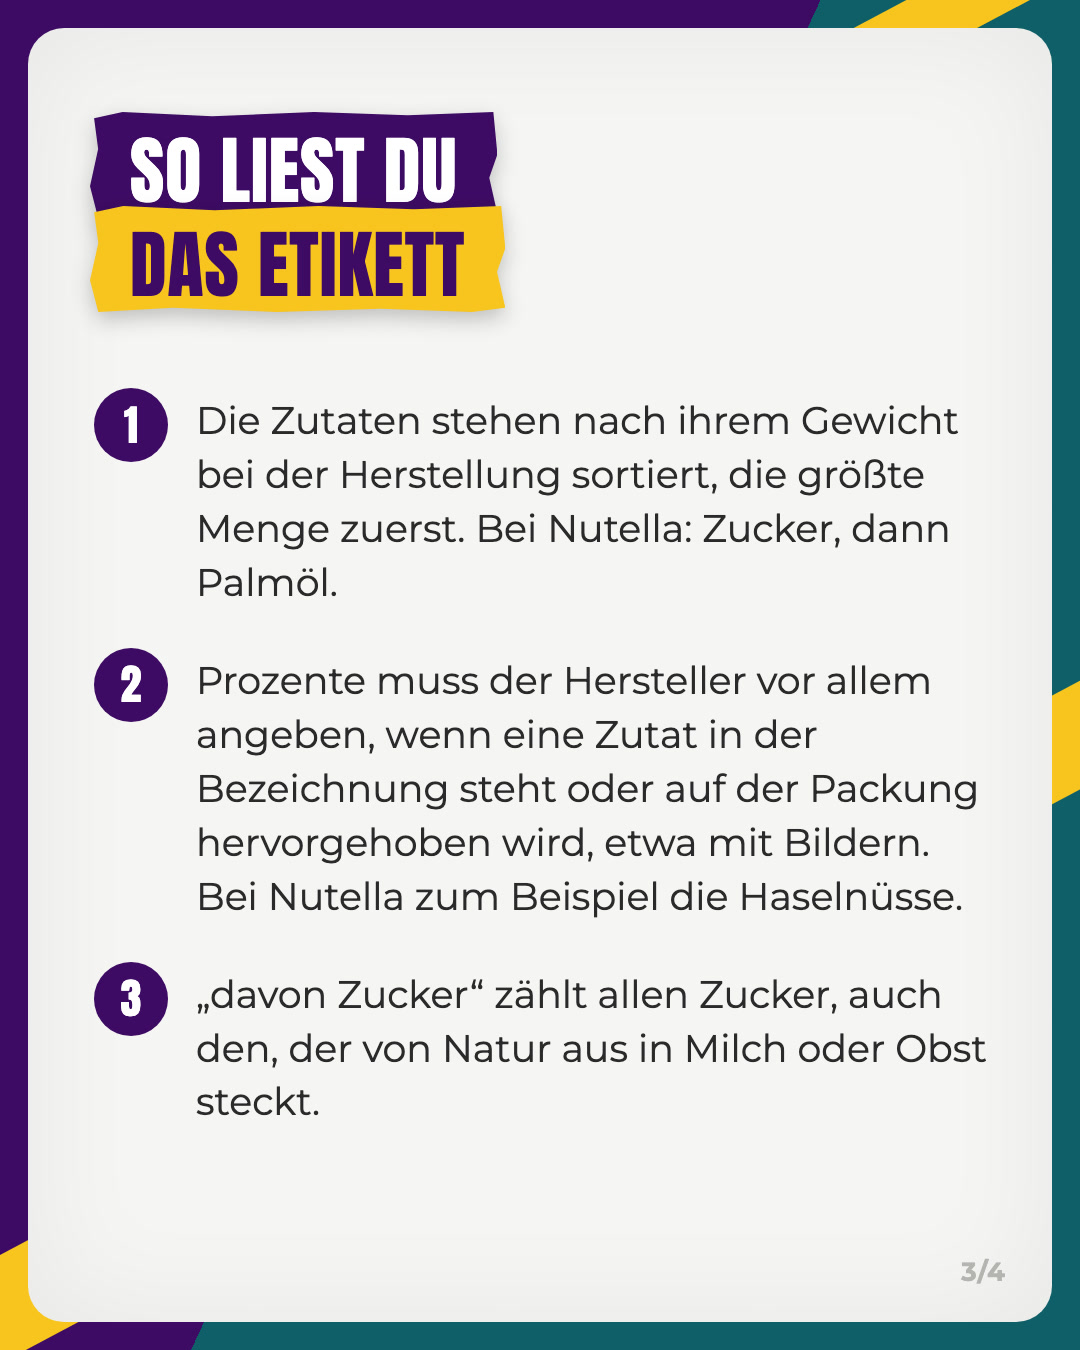 SO LIEST DU
DAS ETIKETT
1
Die Zutaten stehen nach ihrem Gewicht
bei der Herstellung sortiert, die größte
Menge zuerst. Bei Nutella: Zucker, dann
Palmöl.
2
Prozente muss der Hersteller vor allem
angeben, wenn eine Zutat in der
Bezeichnung steht oder auf der Packung
hervorgehoben wird, etwa mit Bildern.
Bei Nutella zum Beispiel die Haselnüsse.
3
„davon Zucker“ zählt allen Zucker, auch
den, der von Natur aus in Milch oder Obst
steckt.
3/4